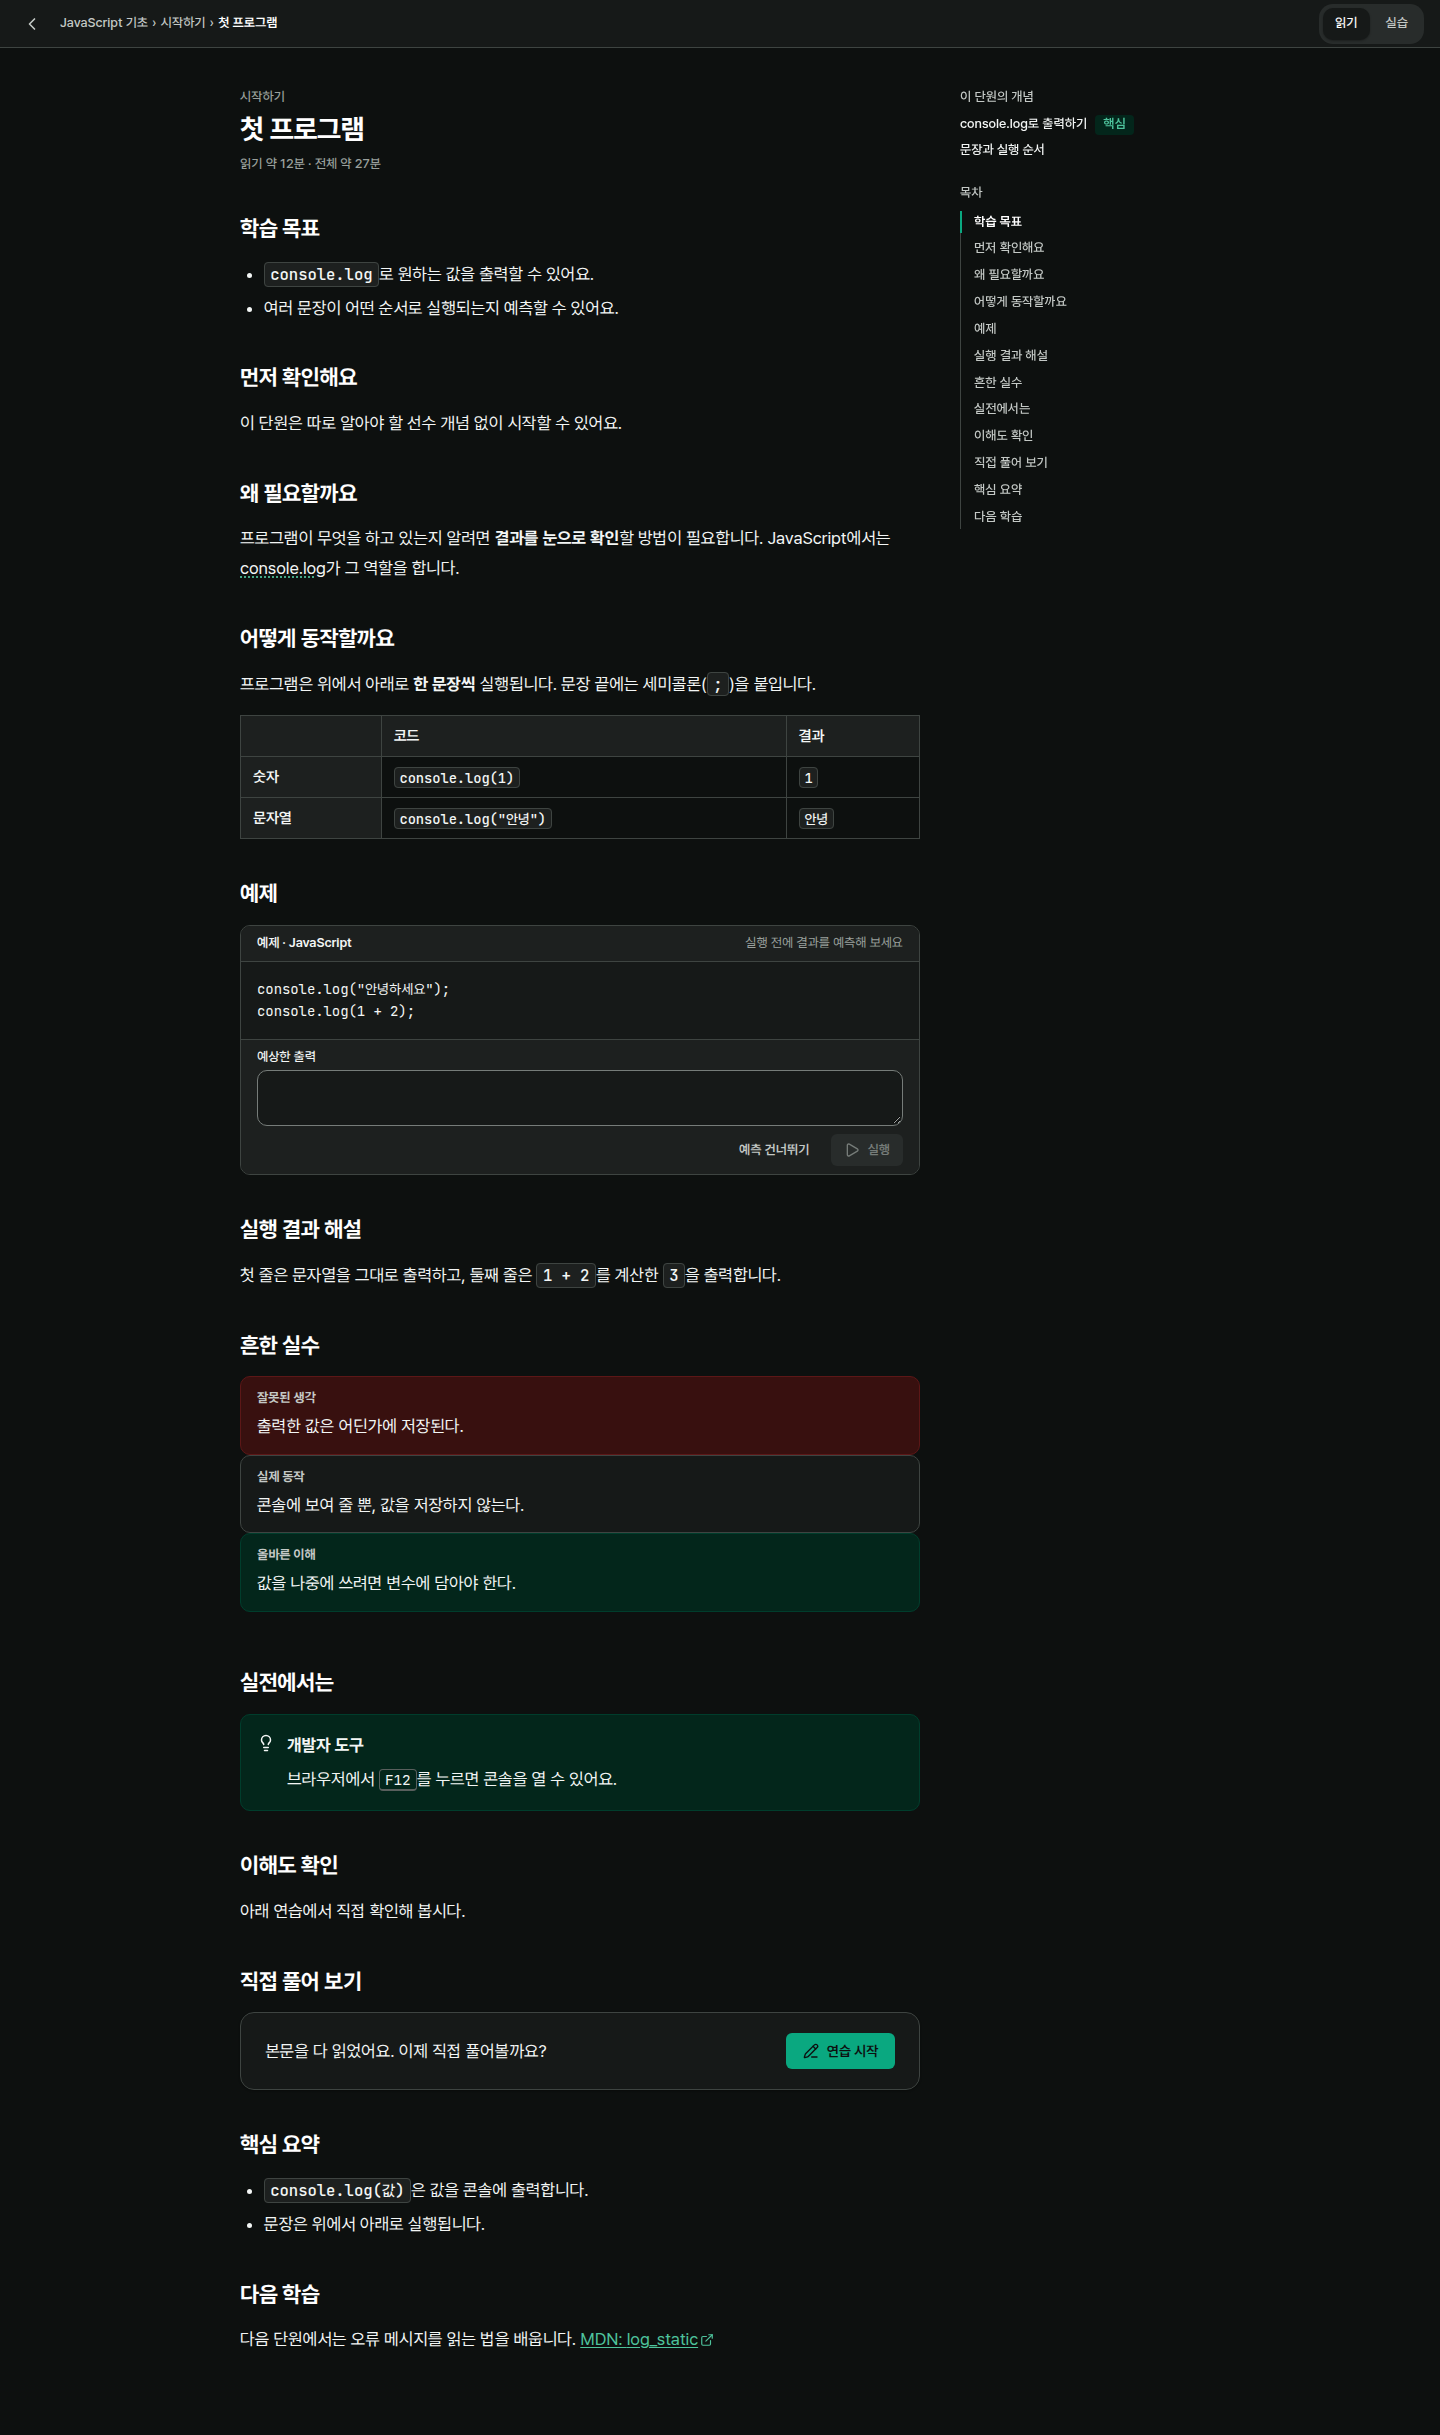 JavaScript 기초 › 시작하기 › 첫 프로그램
읽기 실습
시작하기
첫 프로그램
읽기 약 12분 · 전체 약 27분
학습 목표
console.log로 원하는 값을 출력할 수 있어요.
여러 문장이 어떤 순서로 실행되는지 예측할 수 있어요.
먼저 확인해요
이 단원은 따로 알아야 할 선수 개념 없이 시작할 수 있어요.
왜 필요할까요
프로그램이 무엇을 하고 있는지 알려면 결과를 눈으로 확인할 방법이 필요합니다. JavaScript에서는
console.log가 그 역할을 합니다.
어떻게 동작할까요
프로그램은 위에서 아래로 한 문장씩 실행됩니다. 문장 끝에는 세미콜론(;)을 붙입니다.
코드 결과
숫자 console.log(1) 1
문자열 console.log("안녕") 안녕
예제
예제 · JavaScript 실행 전에 결과를 예측해 보세요
console.log("안녕하세요");
console.log(1 + 2);
예상한 출력
예측 건너뛰기 실행
실행 결과 해설
첫 줄은 문자열을 그대로 출력하고, 둘째 줄은 1 + 2를 계산한 3을 출력합니다.
흔한 실수
잘못된 생각
출력한 값은 어딘가에 저장된다.
실제 동작
콘솔에 보여 줄 뿐, 값을 저장하지 않는다.
올바른 이해
값을 나중에 쓰려면 변수에 담아야 한다.
실전에서는
개발자 도구
브라우저에서 F12를 누르면 콘솔을 열 수 있어요.
이해도 확인
아래 연습에서 직접 확인해 봅시다.
직접 풀어 보기
본문을 다 읽었어요. 이제 직접 풀어볼까요? 연습 시작
핵심 요약
console.log(값)은 값을 콘솔에 출력합니다.
문장은 위에서 아래로 실행됩니다.
다음 학습
다음 단원에서는 오류 메시지를 읽는 법을 배웁니다. MDN: log_static
이 단원의 개념
console.log로 출력하기 핵심
문장과 실행 순서
목차
학습 목표
먼저 확인해요
왜 필요할까요
어떻게 동작할까요
예제
실행 결과 해설
흔한 실수
실전에서는
이해도 확인
직접 풀어 보기
핵심 요약
다음 학습